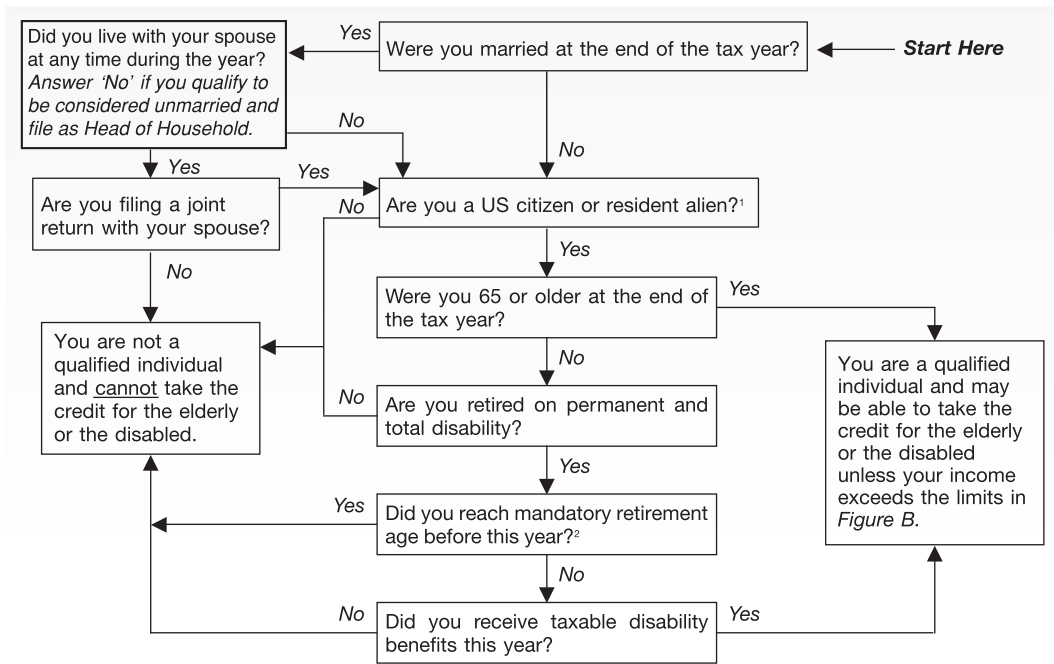 Did you live with your spouse
at any time during the year?
Answer ‘No’ if you qualify to
be considered unmarried and
file as Head of Household.
Yes
Were you married at the end of the tax year?
Start Here
No
No
Yes
Yes
Are you filing a joint
return with your spouse?
No
Are you a US citizen or resident alien?¹
No
Yes
Were you 65 or older at the end of
the tax year?
Yes
You are not a
qualified individual
and cannot take the
credit for the elderly
or the disabled.
No
No
Are you retired on permanent and
total disability?
You are a qualified
individual and may
be able to take the
credit for the elderly
or the disabled
unless your income
exceeds the limits in
Figure B.
Yes
Yes
Did you reach mandatory retirement
age before this year?²
No
No
Did you receive taxable disability
benefits this year?
Yes